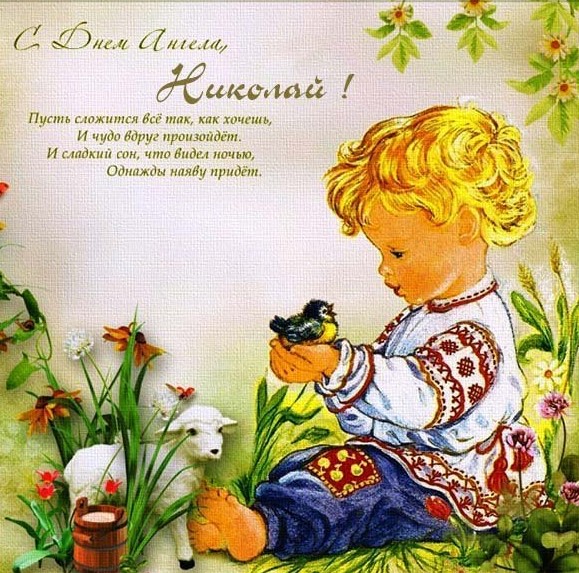 С Днем Ангела,
Николай !
Пусть сложится всё так, как хочешь,
И чудо вдруг произойдёт.
И сладкий сон, что видел ночью,
Однажды наяву придёт.